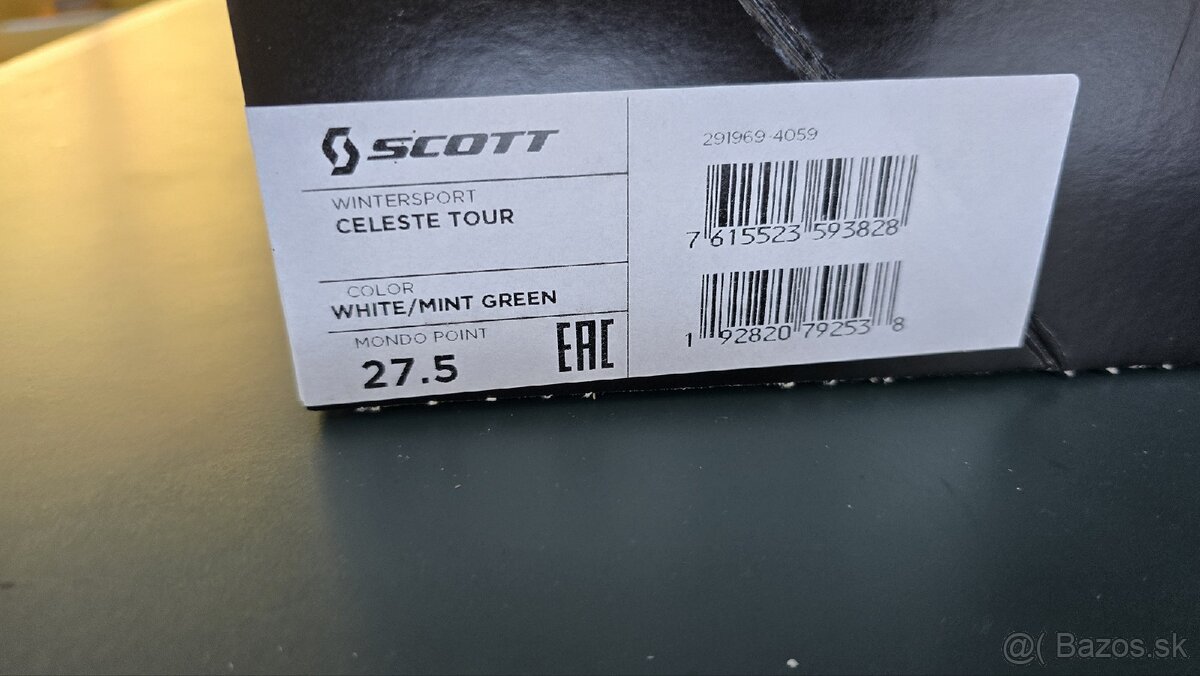 SCOTT
WINTERSPORT
CELESTE TOUR
COLOR
WHITE/MINT GREEN
MONDO POINT
27.5
EAC
291969 4059
7 615523 593828
1 92820 79253 8
@( Bazos.sk